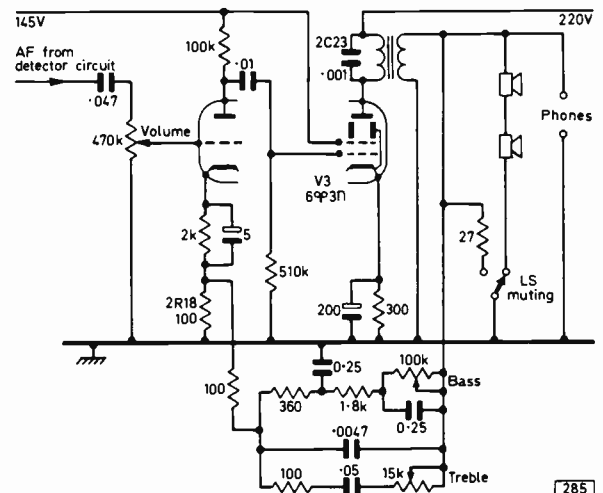 145V
220V
100k
2C23
AF from
detector circuit
.01
.001
.047
Phones
470k
Volume
V3
6Ф3П
27
2k
5
510k
LS
muting
2R18
100
200
300
0.25
100k
Bass
100
360
1.8k
0.25
.0047
100
.05
15k
Treble
285